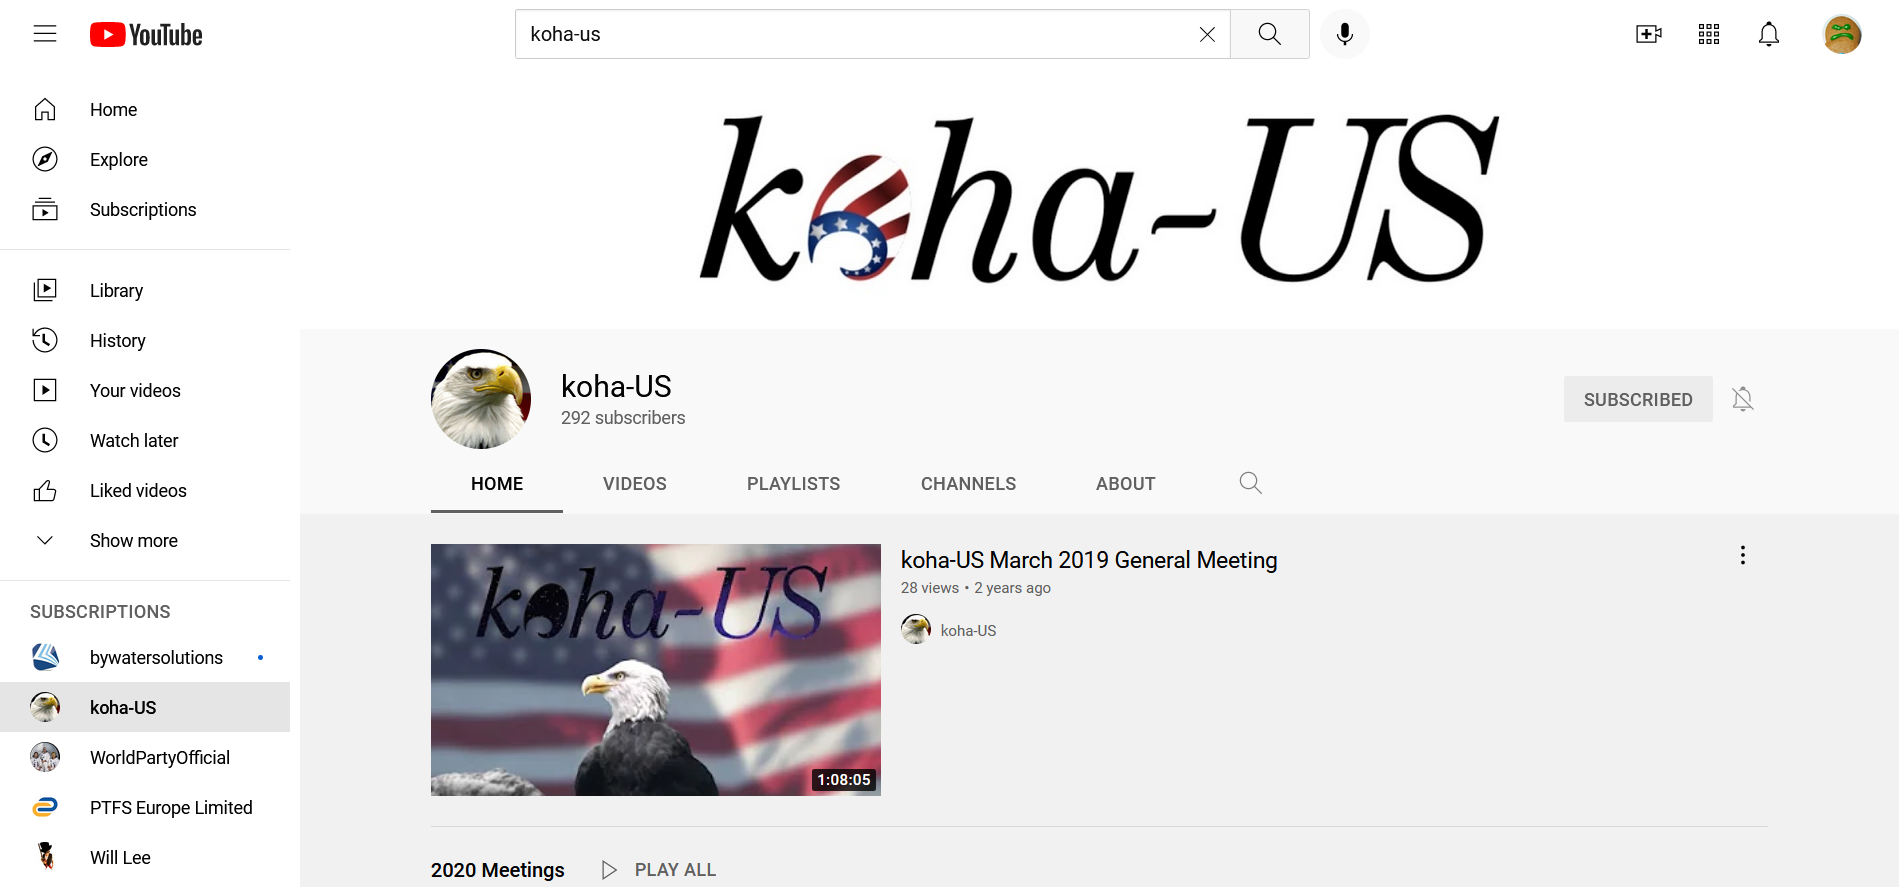 YouTube
koha-us
Home
Explore
Subscriptions
Library
History
Your videos
Watch later
Liked videos
Show more
SUBSCRIPTIONS
bywatersolutions
koha-US
WorldPartyOfficial
PTFS Europe Limited
Will Lee
koha-US
koha-US
292 subscribers
SUBSCRIBED
HOME VIDEOS PLAYLISTS CHANNELS ABOUT
koha-US
1:08:05
koha-US March 2019 General Meeting
28 views • 2 years ago
koha-US
2020 Meetings PLAY ALL